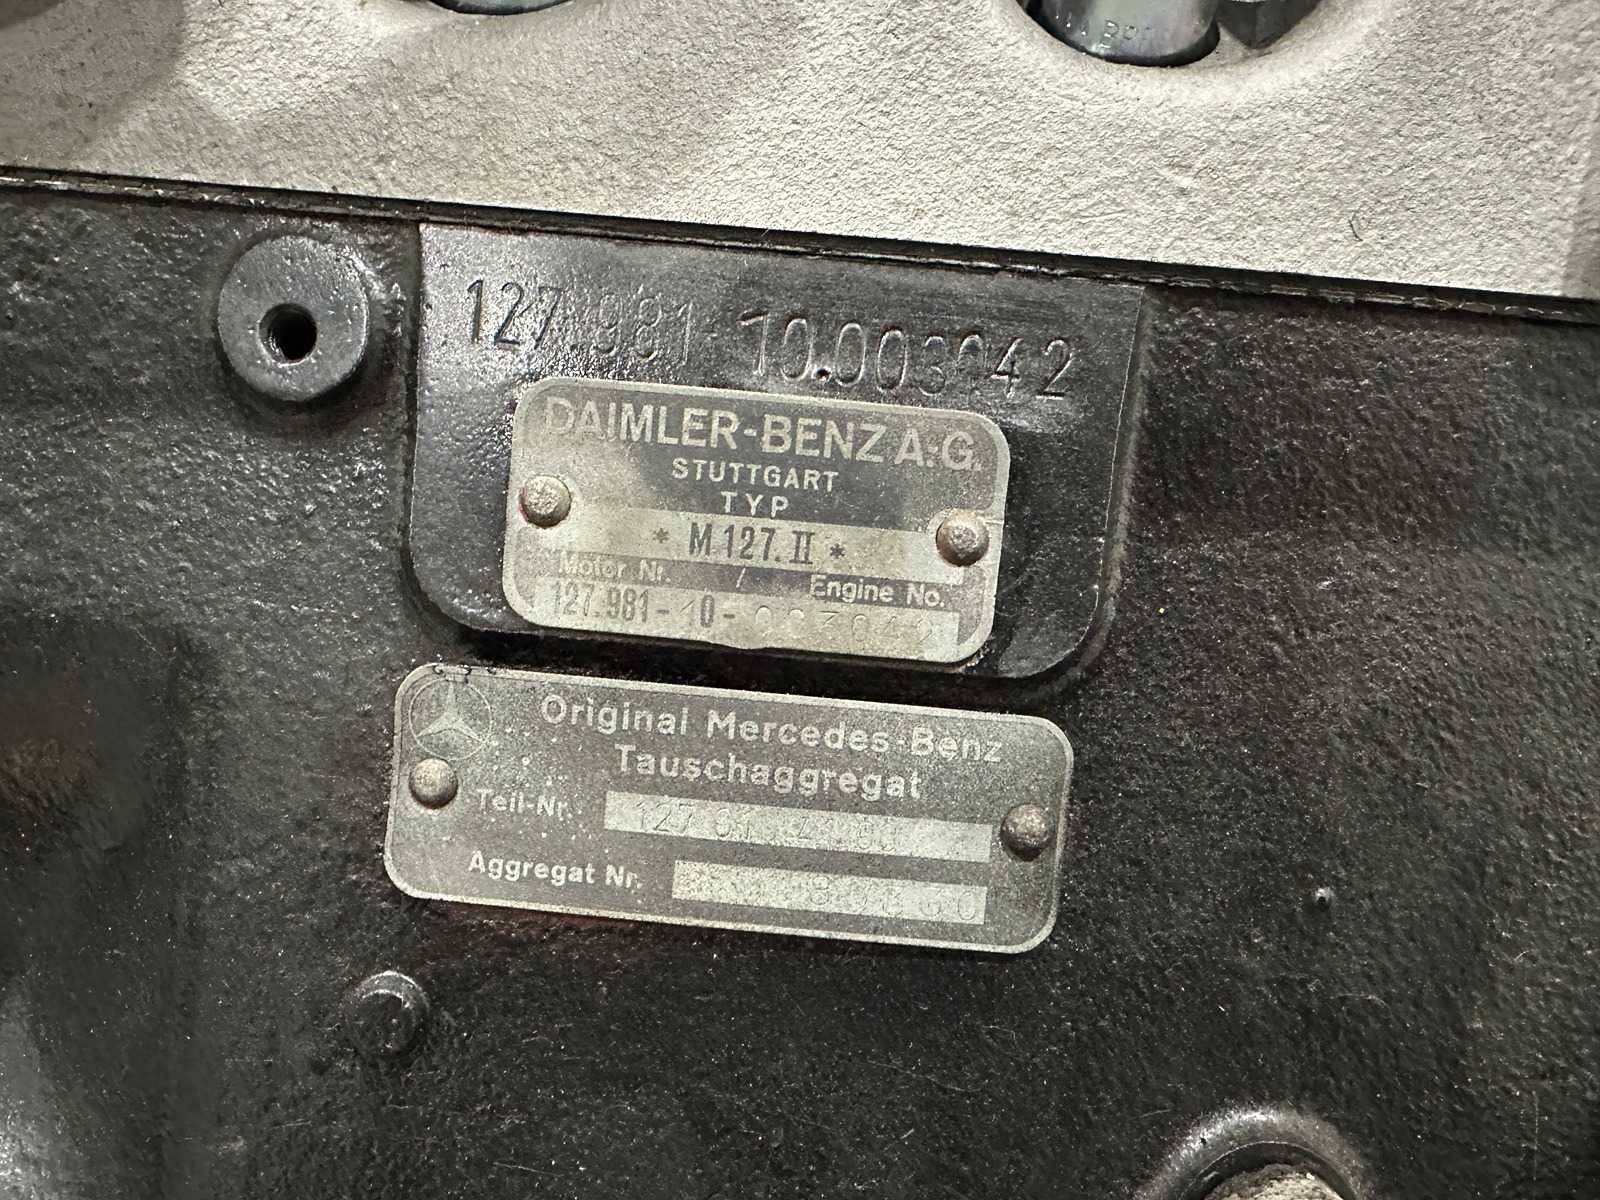 127.981-10.003042
DAIMLER-BENZ A.-G.
STUTTGART
TYP
* M.127.II *
Motor Nr. / Engine No.
127.981-10-003042
Original Mercedes-Benz
Tauschaggregat
Teil-Nr.
Aggregat Nr.